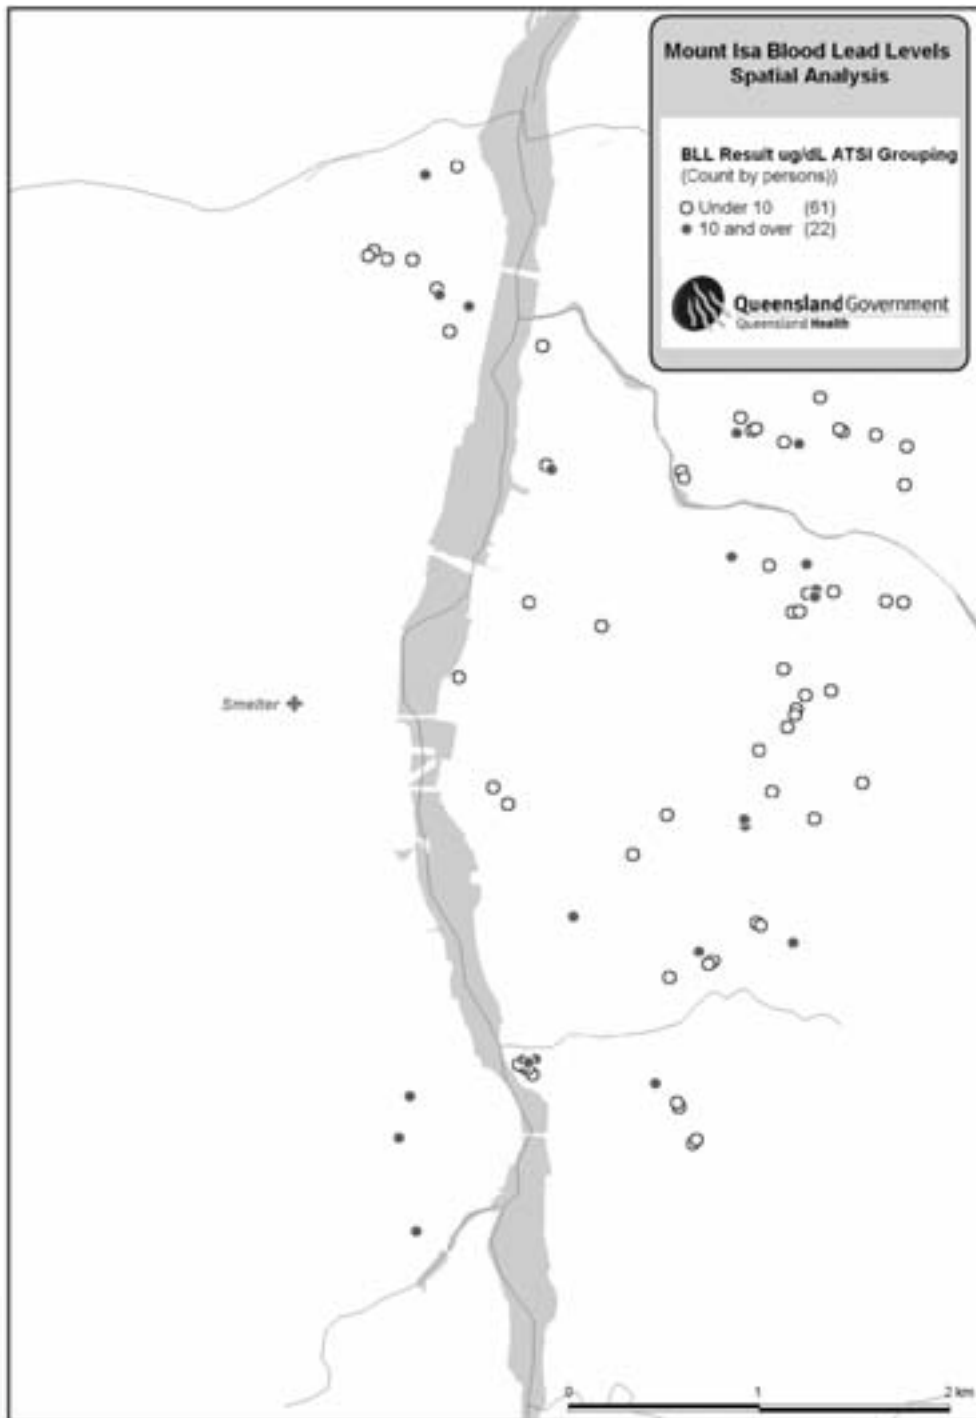 Mount Isa Blood Lead Levels
Spatial Analysis
BLL Result ug/dL ATSI Grouping
(Count by persons))
Under 10 (61)
10 and over (22)
Queensland Government
Queensland Health
Smelter
0 1 2 km